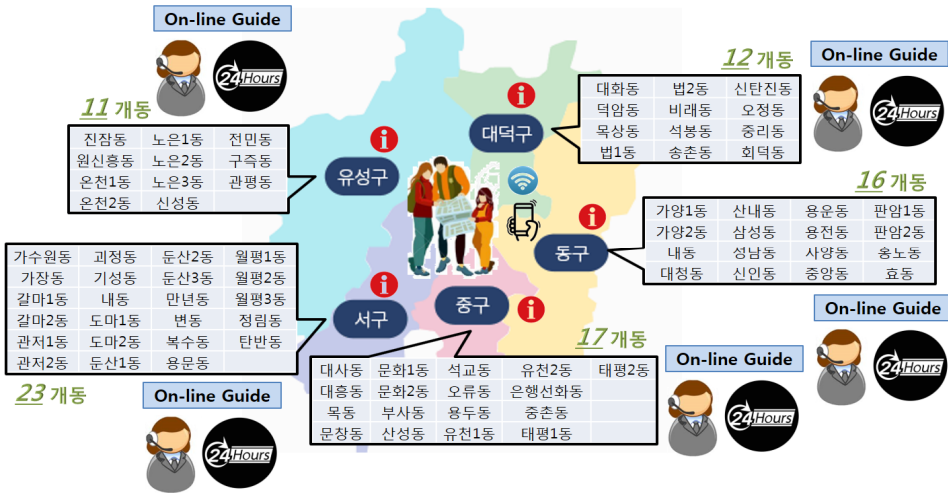 On-line Guide
24Hours
11 개동
진잠동 노은1동 전민동
원신흥동 노은2동 구즉동
온천1동 노은3동 관평동
온천2동 신성동
유성구
대덕구
12 개동
On-line Guide
24Hours
대화동 법2동 신탄진동
덕암동 비래동 오정동
목상동 석봉동 중리동
법1동 송촌동 회덕동
16 개동
가양1동 산내동 용운동 판암1동
가양2동 삼성동 용전동 판암2동
내동 성남동 사양동 홍노동
대청동 신인동 중앙동 효동
동구
On-line Guide
24Hours
가수원동 괴정동 둔산2동 월평1동
가장동 기성동 둔산3동 월평2동
갈마1동 내동 만년동 월평3동
갈마2동 도마1동 변동 정림동
관저1동 도마2동 복수동 탄반동
관저2동 둔산1동 용문동
서구
23 개동
On-line Guide
24Hours
중구
17 개동
대사동 문화1동 석교동 유천2동 태평2동
대흥동 문화2동 오류동 은행선화동
목동 부사동 용두동 중촌동
문창동 산성동 유천1동 태평1동
On-line Guide
24Hours